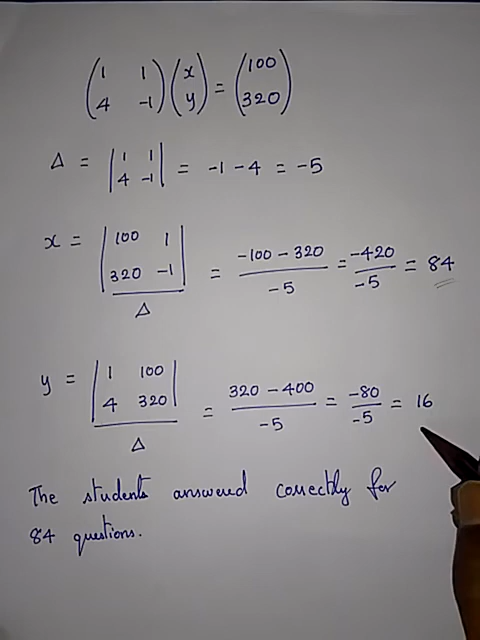 (1 1
4 -1) (x
y) = (100
320)
Δ = |1 1
4 -1| = -1 - 4 = -5
x = |100 1
320 -1| / Δ = (-100 - 320) / -5 = -420 / -5 = 84
y = |1 100
4 320| / Δ = (320 - 400) / -5 = -80 / -5 = 16
The students answered correctly for
84 questions.